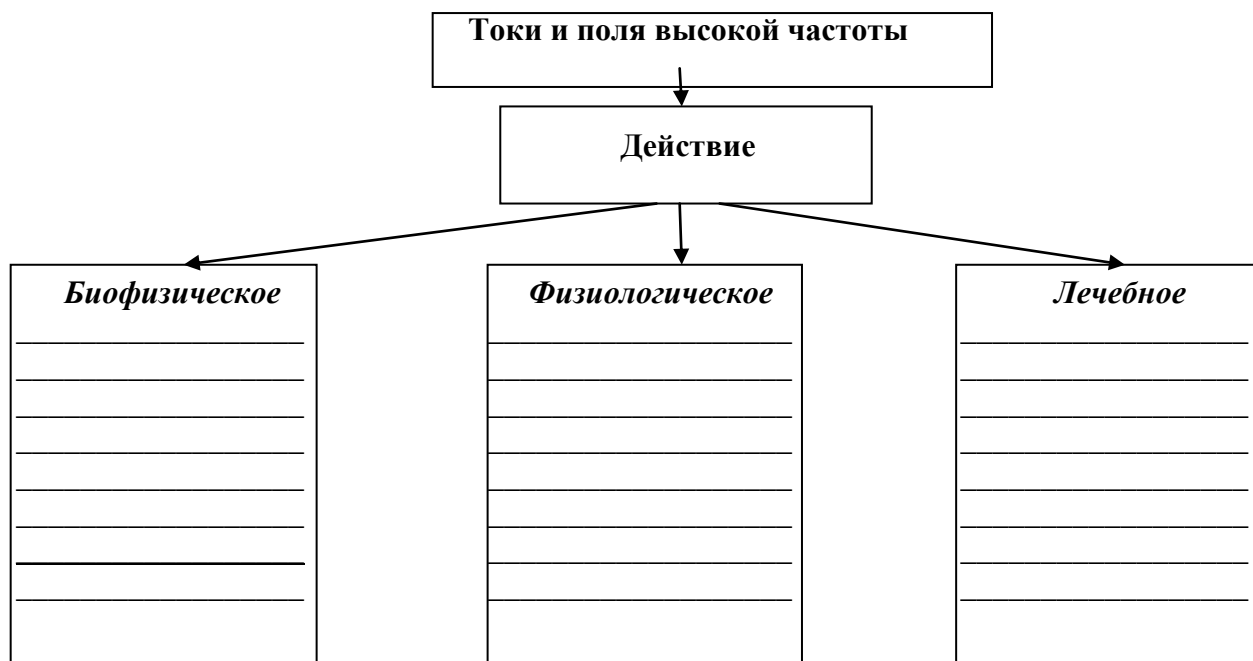 Токи и поля высокой частоты
Действие
Биофизическое
Физиологическое
Лечебное